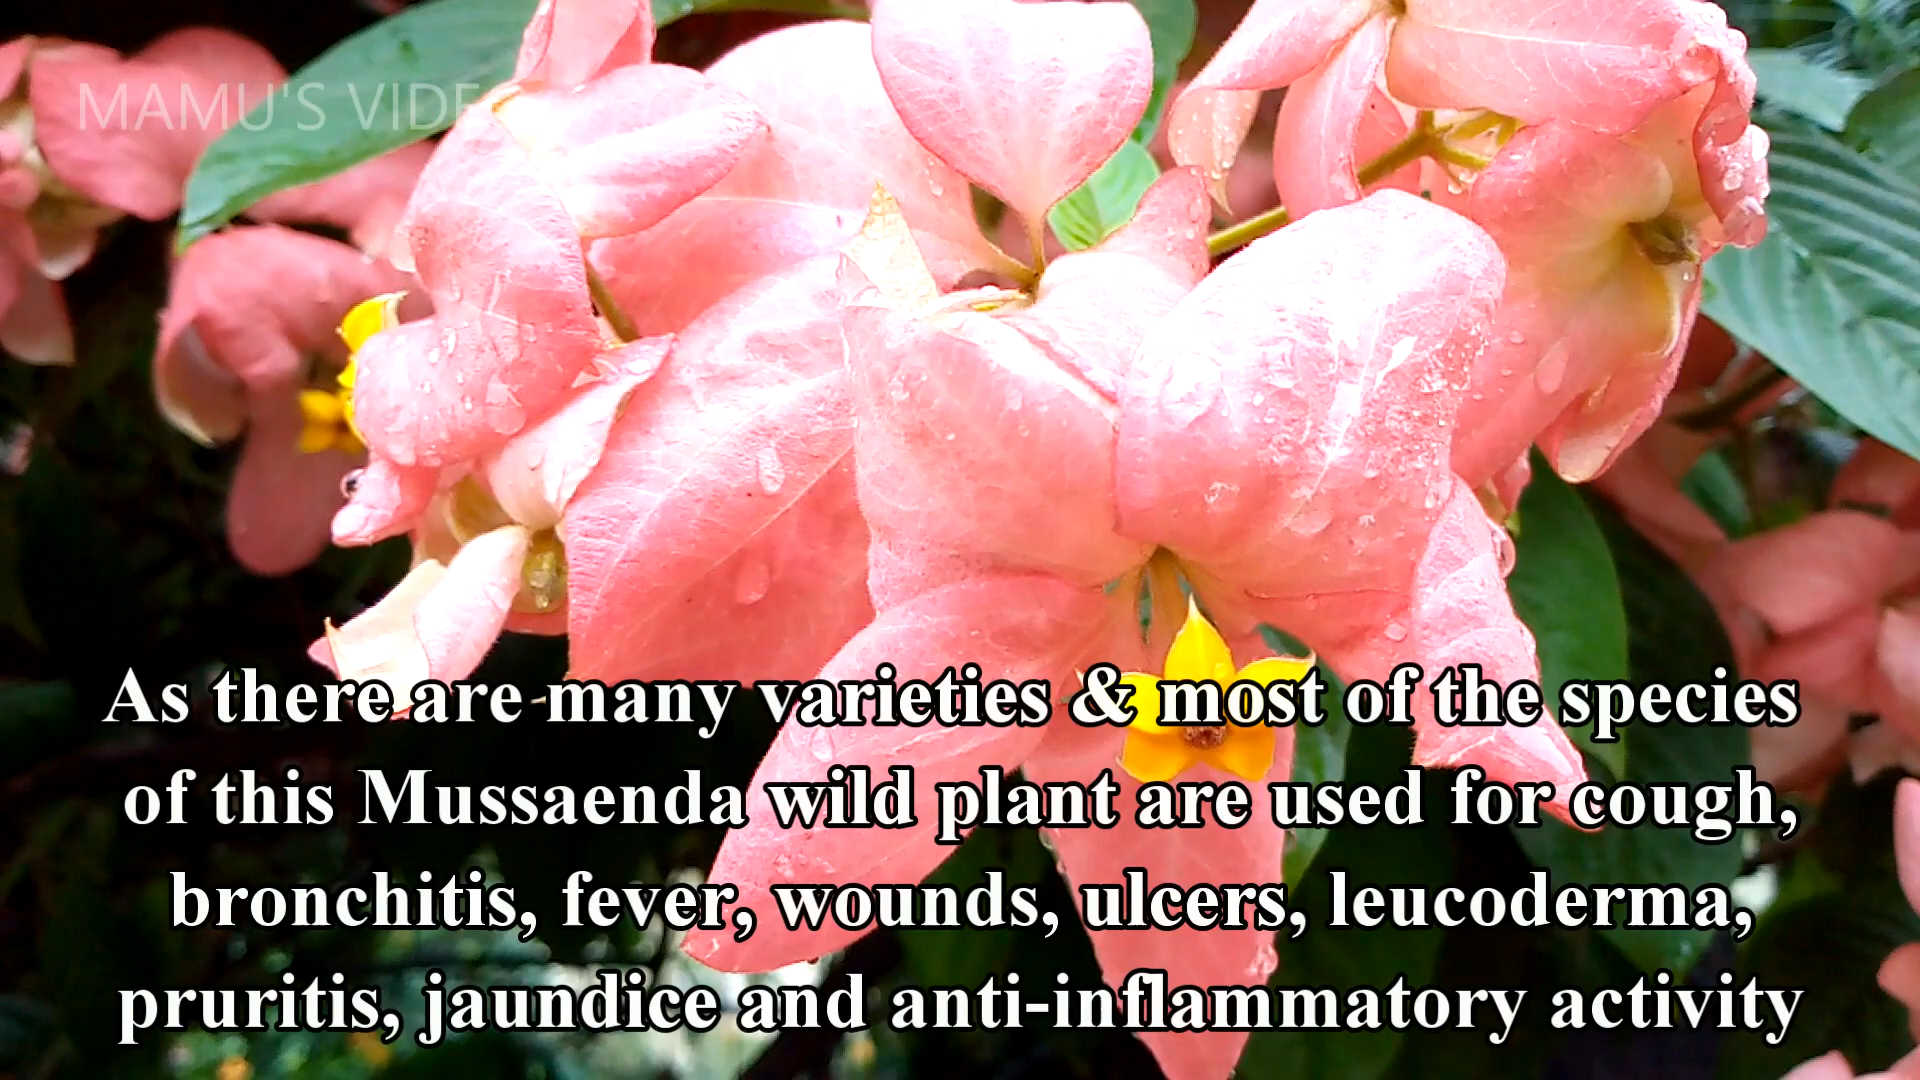 MAMU'S VIDE
As there are many varieties & most of the species
of this Mussaenda wild plant are used for cough,
bronchitis, fever, wounds, ulcers, leucoderma,
pruritis, jaundice and anti-inflammatory activity